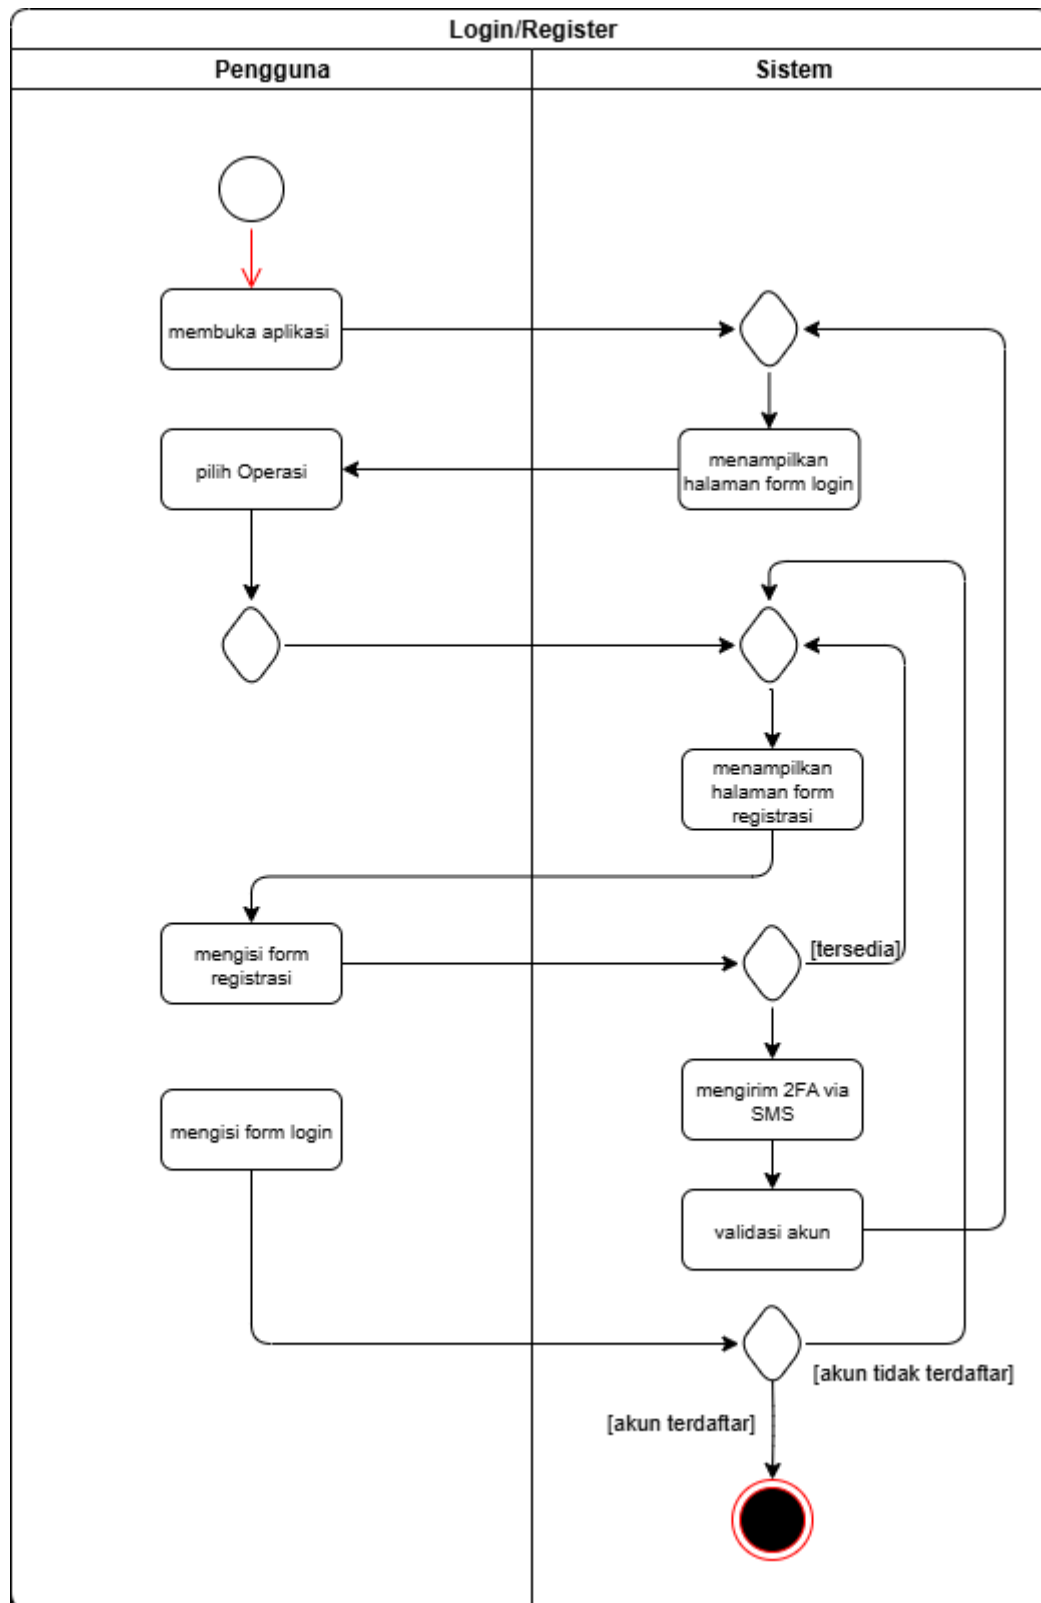 Login/Register
Pengguna
Sistem
membuka aplikasi
menampilkan
halaman form login
pilih Operasi
menampilkan
halaman form
registrasi
mengisi form
registrasi
[tersedia]
mengirim 2FA via
SMS
mengisi form login
validasi akun
[akun tidak terdaftar]
[akun terdaftar]